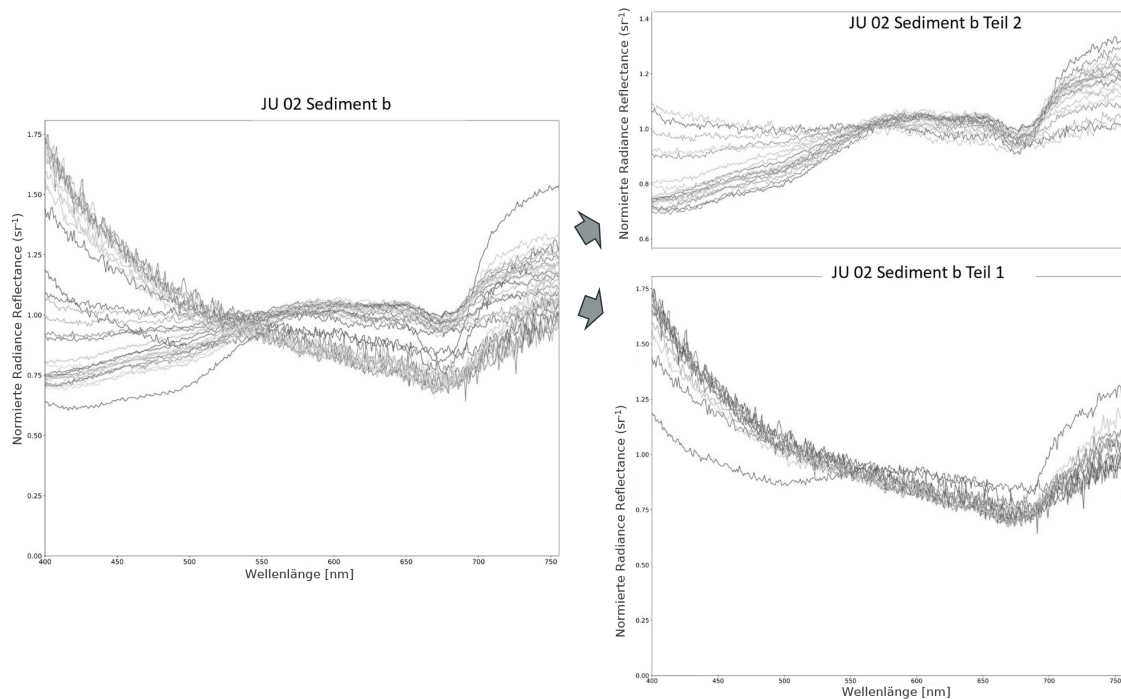 JU 02 Sediment b
Normierte Radiance Reflectance (sr⁻¹)
1.75
1.50
1.25
1.00
0.75
0.50
0.25
0.00
400 450 500 550 600 650 700 750
Wellenlänge [nm]
JU 02 Sediment b Teil 2
Normierte Radiance Reflectance (sr⁻¹)
1.4
1.2
1.0
0.8
0.6
JU 02 Sediment b Teil 1
Normierte Radiance Reflectance (sr⁻¹)
1.75
1.50
1.25
1.00
0.75
0.50
0.25
0.00
400 450 500 550 600 650 700 750
Wellenlänge [nm]